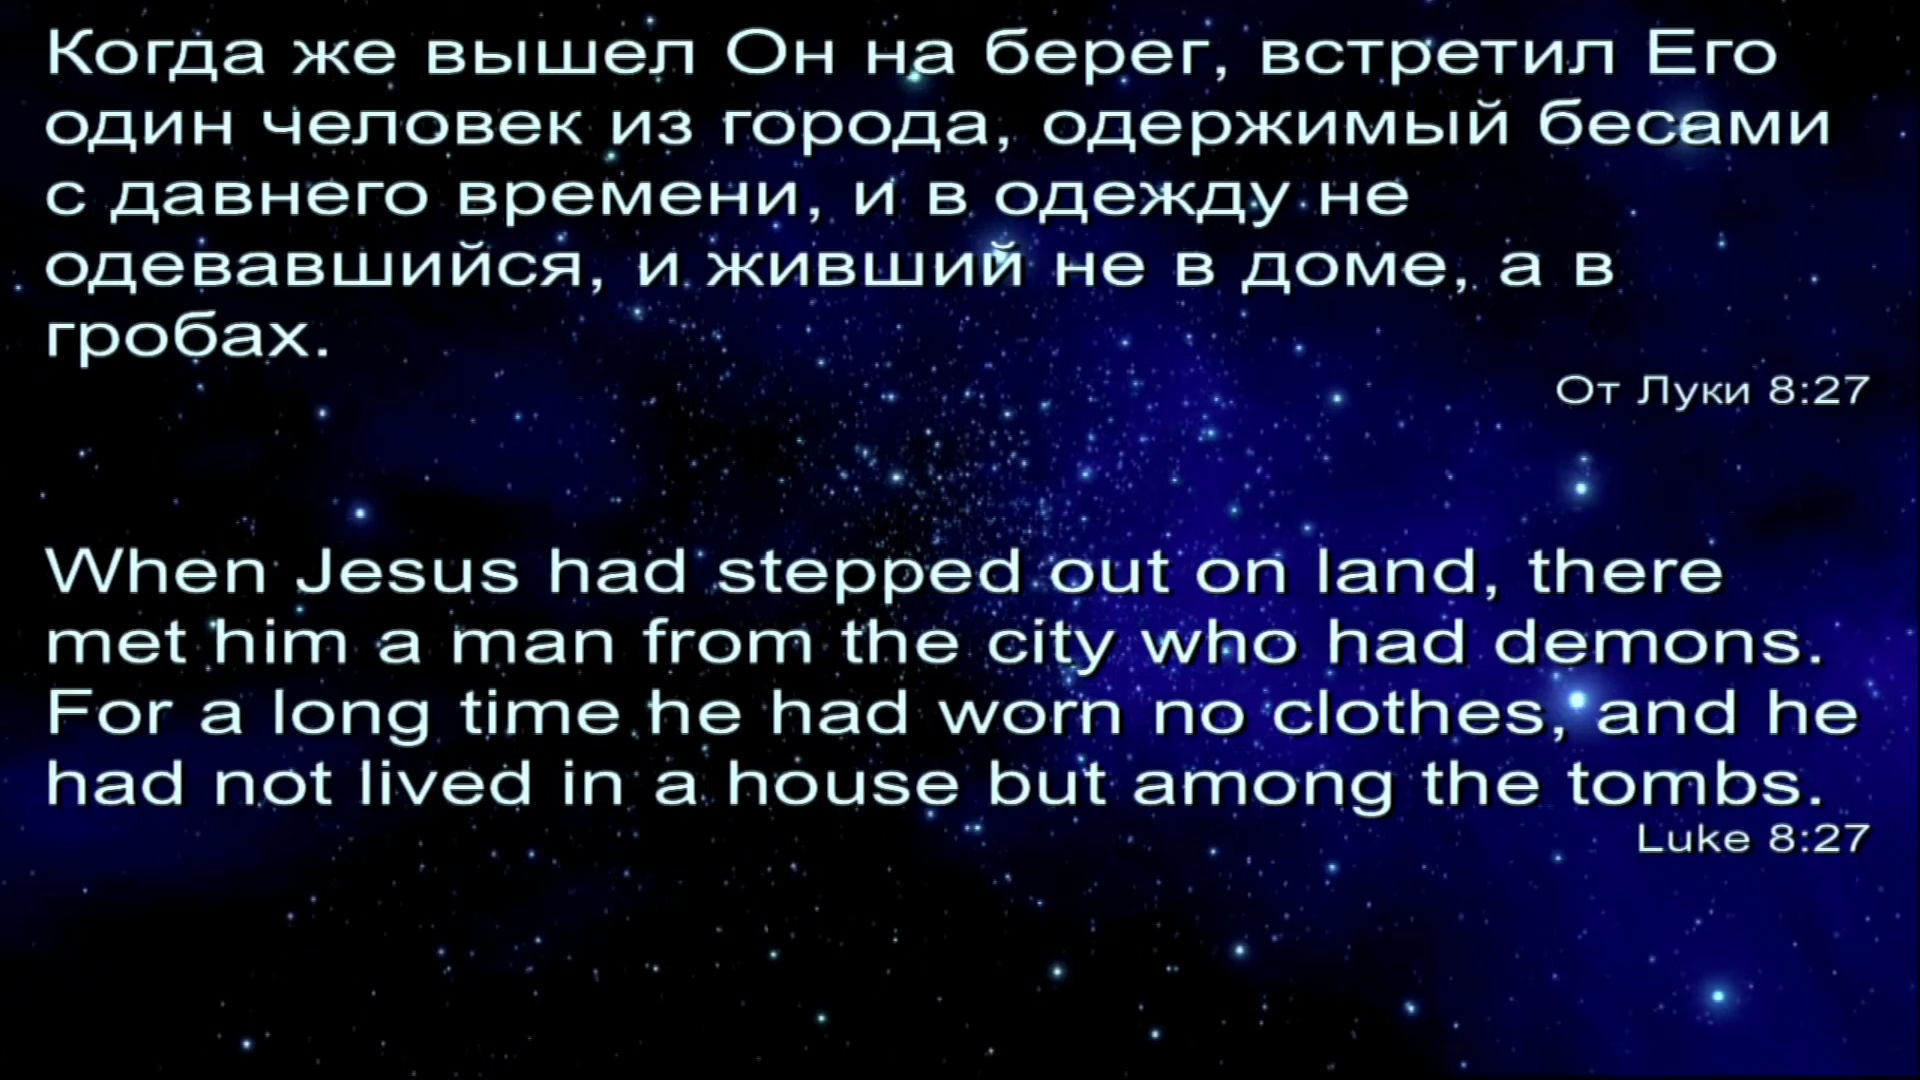 Когда же вышел Он на берег, встретил Его
один человек из города, одержимый бесами
с давнего времени, и в одежду не
одевавшийся, и живший не в доме, а в
гробах.
От Луки 8:27
When Jesus had stepped out on land, there
met him a man from the city who had demons.
For a long time he had worn no clothes, and he
had not lived in a house but among the tombs.
Luke 8:27